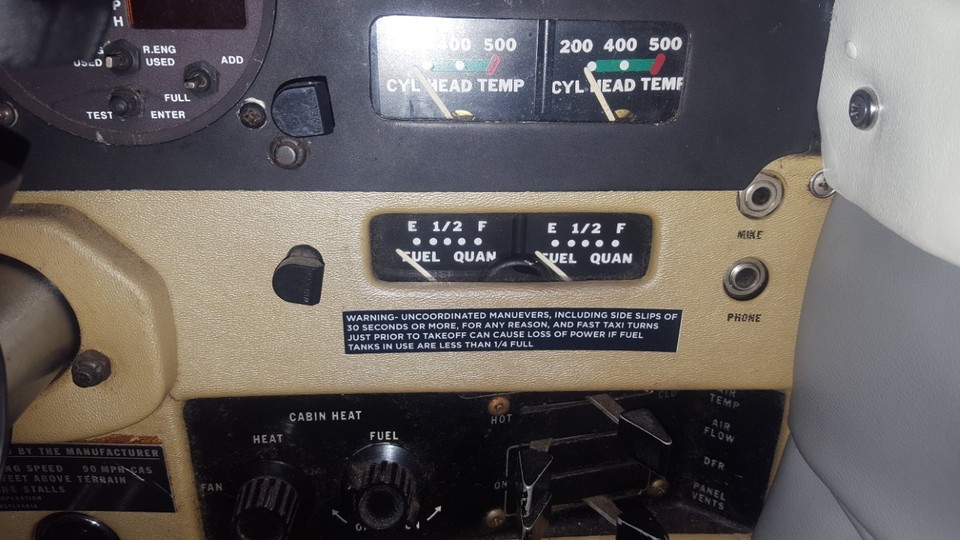 P
H
R.ENG
USED
USED
ADD
FULL
TEST
ENTER
400 500
CYL HEAD TEMP
200 400 500
CYL HEAD TEMP
E 1/2 F
FUEL QUAN
E 1/2 F
FUEL QUAN
MIKE
PHONE
WARNING- UNCOORDINATED MANUEVERS, INCLUDING SIDE SLIPS OF
30 SECONDS OR MORE, FOR ANY REASON, AND FAST TAXI TURNS
JUST PRIOR TO TAKEOFF CAN CAUSE LOSS OF POWER IF FUEL
TANKS IN USE ARE LESS THAN 1/4 FULL
CABIN HEAT
HEAT
FUEL
FAN
HOT
ON
AIR
TEMP
AIR
FLOW
DFR
PANEL
VENTS
BY THE MANUFACTURER
SPEED 90 MPH CAS
ABOVE TERRAIN
STALLS